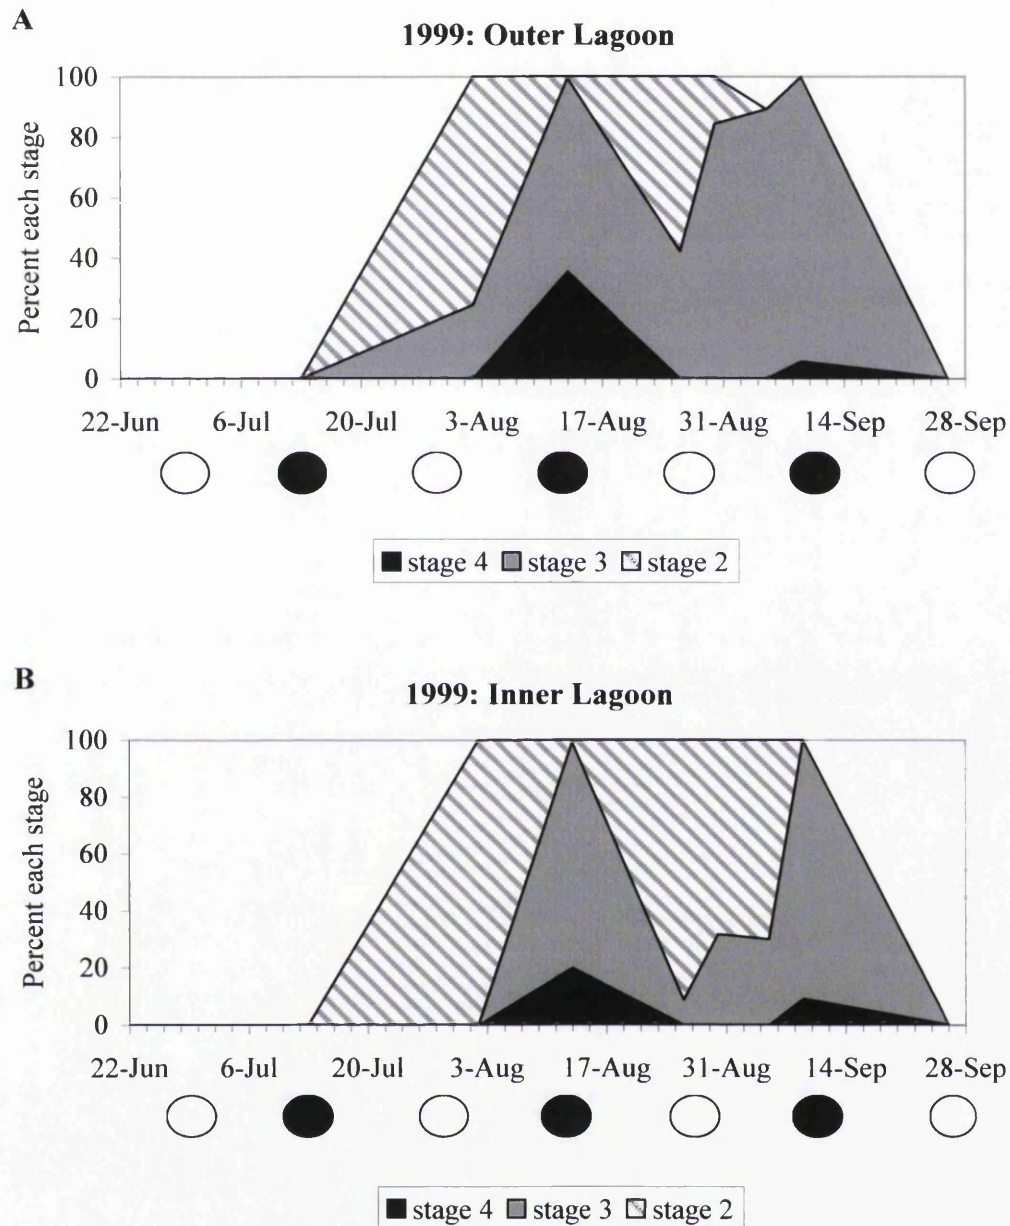 A
1999: Outer Lagoon
Percent each stage
100
80
60
40
20
0
22-Jun 6-Jul 20-Jul 3-Aug 17-Aug 31-Aug 14-Sep 28-Sep
stage 4 stage 3 stage 2
B
1999: Inner Lagoon
Percent each stage
100
80
60
40
20
0
22-Jun 6-Jul 20-Jul 3-Aug 17-Aug 31-Aug 14-Sep 28-Sep
stage 4 stage 3 stage 2